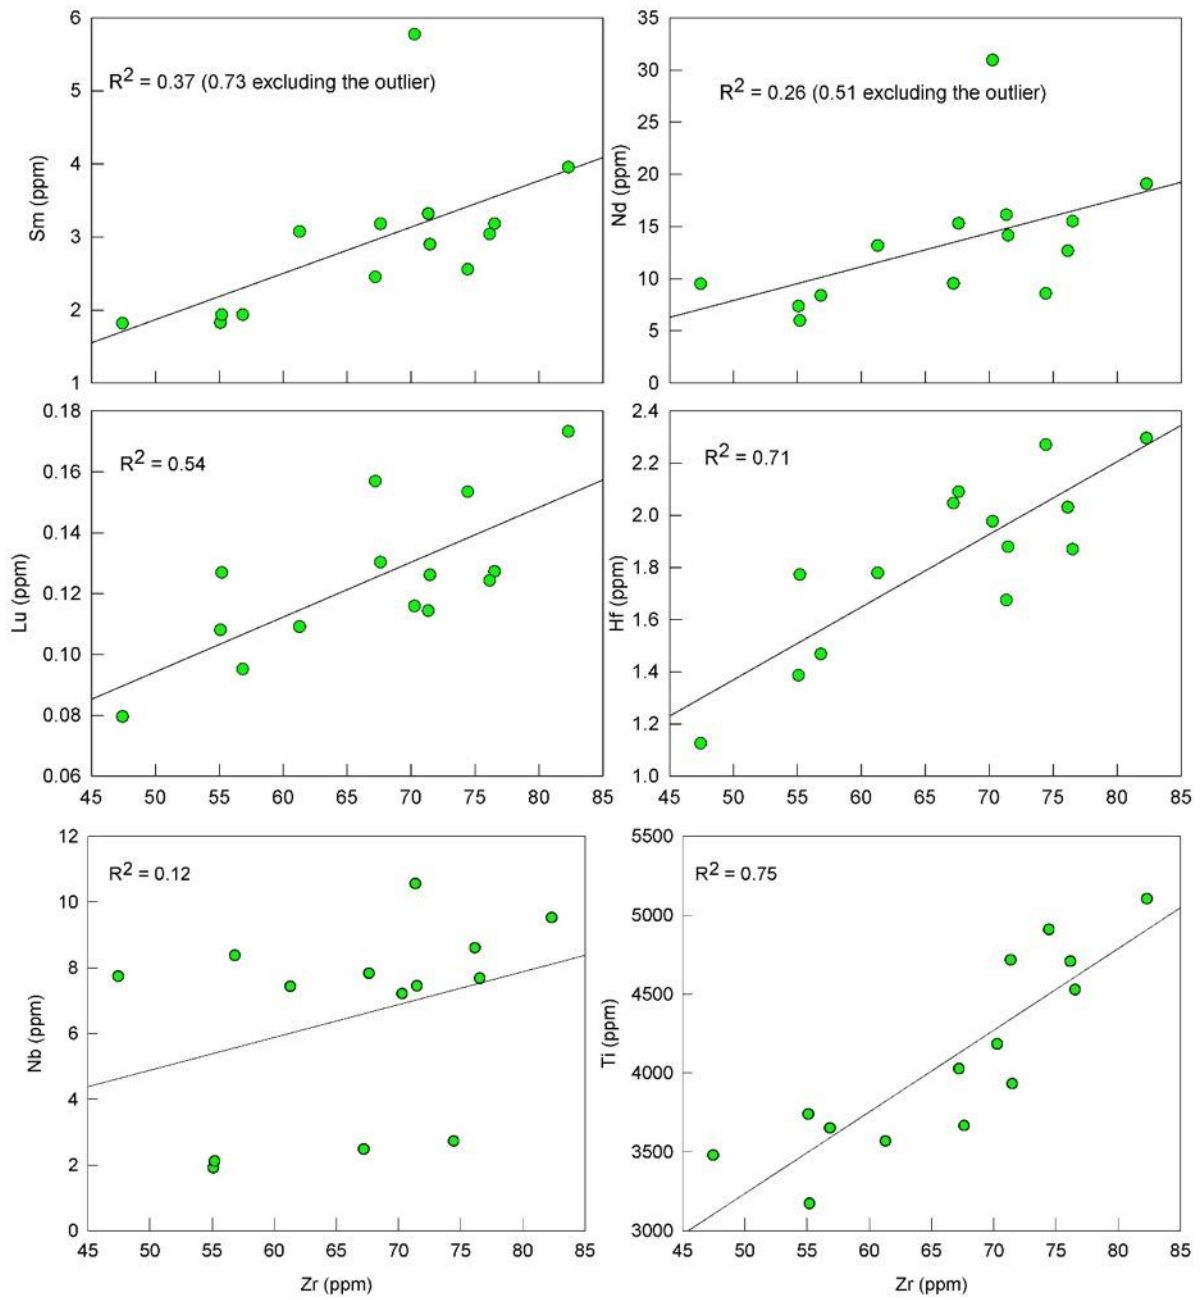 6
5
4
3
2
1
Sm (ppm)
R2 = 0.37 (0.73 excluding the outlier)
35
30
25
20
15
10
5
0
Nd (ppm)
R2 = 0.26 (0.51 excluding the outlier)
0.18
0.16
0.14
0.12
0.10
0.08
0.06
Lu (ppm)
R2 = 0.54
45 50 55 60 65 70 75 80 85
2.4
2.2
2.0
1.8
1.6
1.4
1.2
1.0
Hf (ppm)
R2 = 0.71
45 50 55 60 65 70 75 80 85
12
10
8
6
4
2
0
Nb (ppm)
R2 = 0.12
45 50 55 60 65 70 75 80 85
Zr (ppm)
5500
5000
4500
4000
3500
3000
Ti (ppm)
R2 = 0.75
45 50 55 60 65 70 75 80 85
Zr (ppm)